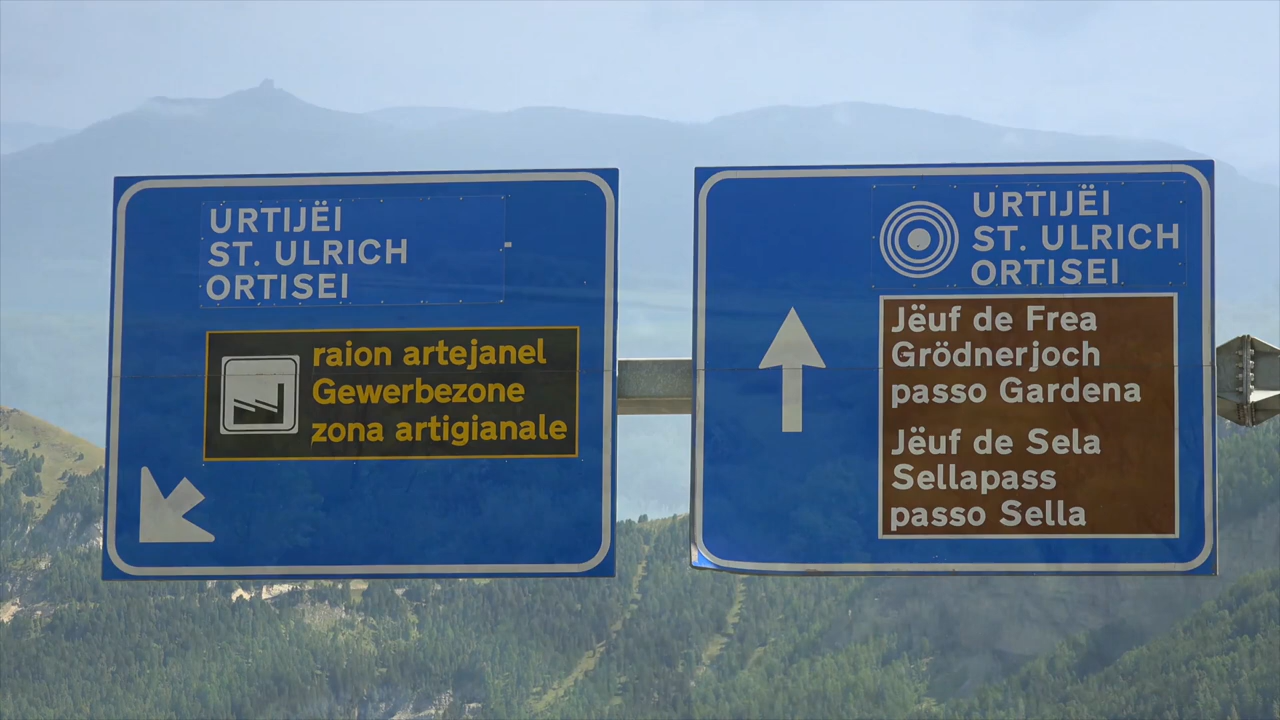 URTIJËI
ST. ULRICH
ORTISEI
raion artejanel
Gewerbezone
zona artigianale
URTIJËI
ST. ULRICH
ORTISEI
Jëuf de Frea
Grödnerjoch
passo Gardena
Jëuf de Sela
Sellapass
passo Sella